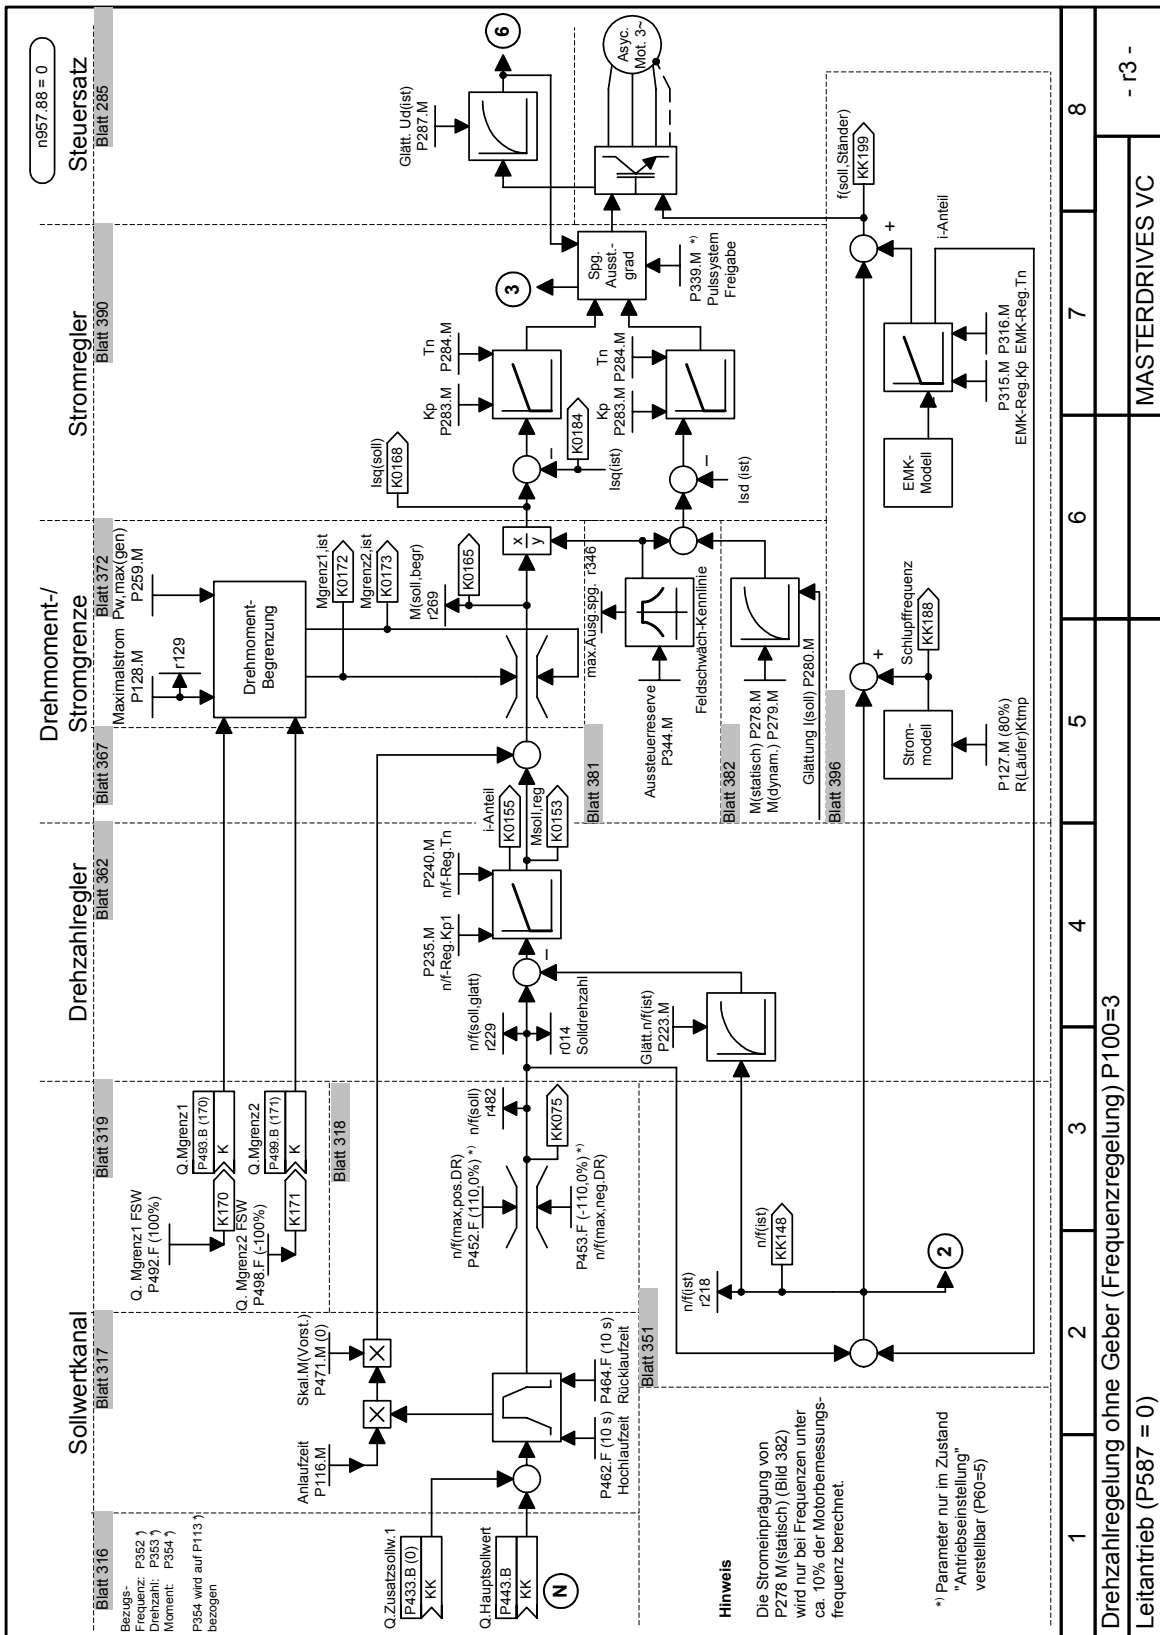 n957.88 = 0
Sollwertkanal
Drehzahlregler
Drehmoment-/
Stromgrenze
Stromregler
Steuersatz
Blatt 316
Blatt 317
Blatt 319
Blatt 362
Blatt 367
Blatt 372
Blatt 390
Blatt 285
Bezugs-
Frequenz: P352 *)
Drehzahl: P353 *)
Moment: P354 *)
P354 wird auf P113 *)
bezogen
Q.Zusatzsollw.1
P433.B (0)
KK
Q.Hauptsollwert
P443.B
KK
N
Anlaufzeit
P116.M
Skal.M(Vorst.)
P471.M (0)
P462.F (10 s)
Hochlaufzeit
P464.F (10 s)
Rücklaufzeit
Q. Mgrenz1 FSW
P492.F (100%)
K170
Q.Mgrenz1
P493.B (170)
K
Q. Mgrenz2 FSW
P498.F (-100%)
K171
Q.Mgrenz2
P499.B (171)
K
Blatt 318
n/f(max,pos.DR)
P452.F (110,0%) *)
P453.F (-110,0%) *)
n/f(max,neg.DR)
n/f(soll)
r482
KK075
n/f(soll,glatt)
r229
r014
Solldrehzahl
P235.M
n/f-Reg.Kp1
P240.M
n/f-Reg.Tn
i-Anteil
K0155
Msoll,reg
K0153
Glätt.n/f(ist)
P223.M
Blatt 351
n/f(ist)
r218
n/f(ist)
KK148
2
Maximalstrom
P128.M
r129
Pw,max(gen)
P259.M
Drehmoment-
Begrenzung
Mgrenz1,ist
K0172
Mgrenz2,ist
K0173
M(soll,begr)
r269
K0165
x
y
Blatt 381
Aussteuerreserve
P344.M
max.Ausg.spg. r346
Feldschwäch-Kennlinie
Blatt 382
M(statisch) P278.M
M(dynam.) P279.M
Glättung I(soll) P280.M
Blatt 396
Isq(soll)
K0168
Isq(ist)
K0184
Isd (ist)
Kp
P283.M
Tn
P284.M
Kp
P283.M
Tn
P284.M
3
Spg.
Ausst.-
grad
P339.M *)
Pulssystem
Freigabe
Glätt. Ud(ist)
P287.M
6
Asyc.
Mot. 3~
Strom-
modell
P127.M (80%)
R(Läufer)Ktmp
Schlupffrequenz
KK188
EMK-
Modell
P315.M
EMK-Reg.Kp
P316.M
EMK-Reg.Tn
i-Anteil
f(soll,Ständer)
KK199
Hinweis
Die Stromeinprägung von
P278 M(statisch) (Bild 382)
wird nur bei Frequenzen unter
ca. 10% der Motorbemessungs-
frequenz berechnet.
*) Parameter nur im Zustand
"Antriebseinstellung"
verstellbar (P60=5)
1 2 3 4 5 6 7 8
Drehzahlregelung ohne Geber (Frequenzregelung) P100=3
Leitantrieb (P587 = 0)
MASTERDRIVES VC
- r3 -